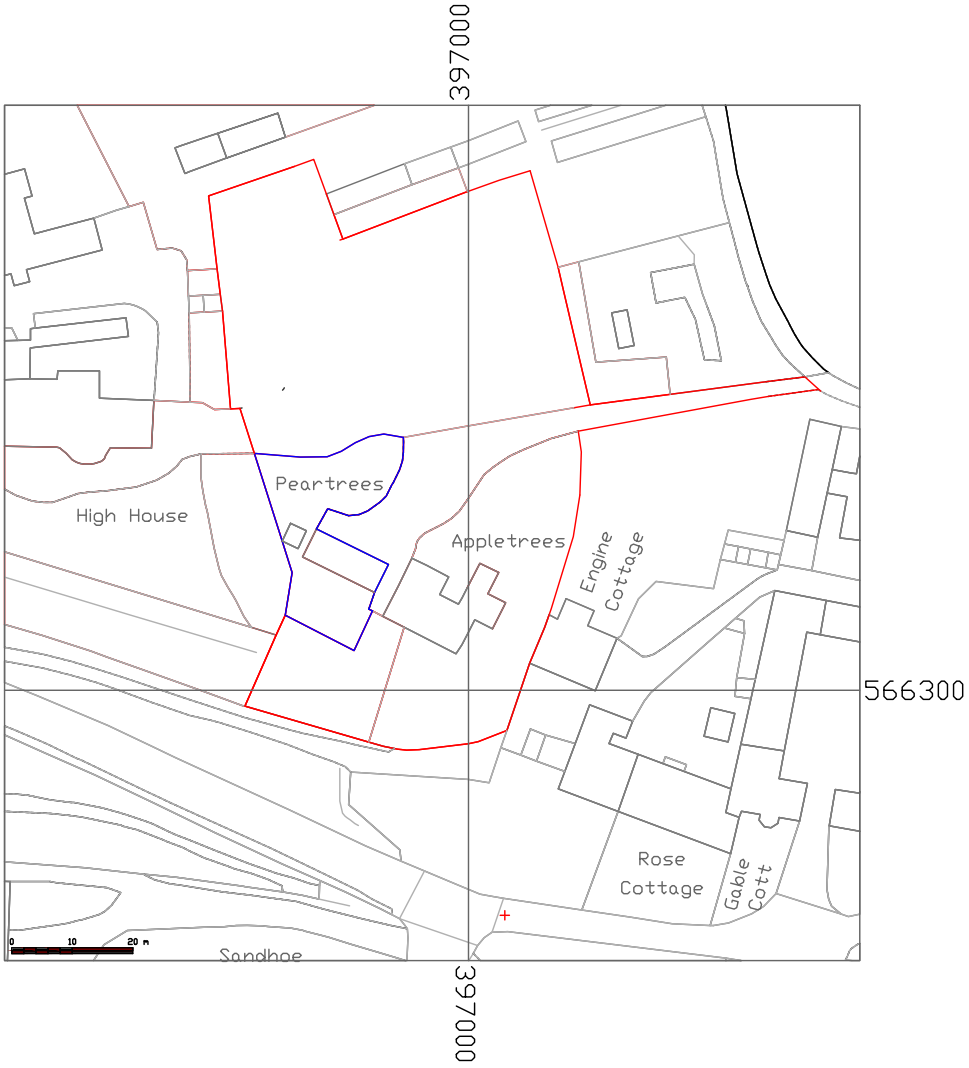 397000
Peartrees
High House
Appletrees
Engine
Cottage
566300
Rose
Cottage
Gable
Cott
0 10 20 m
Sandhoe
397000